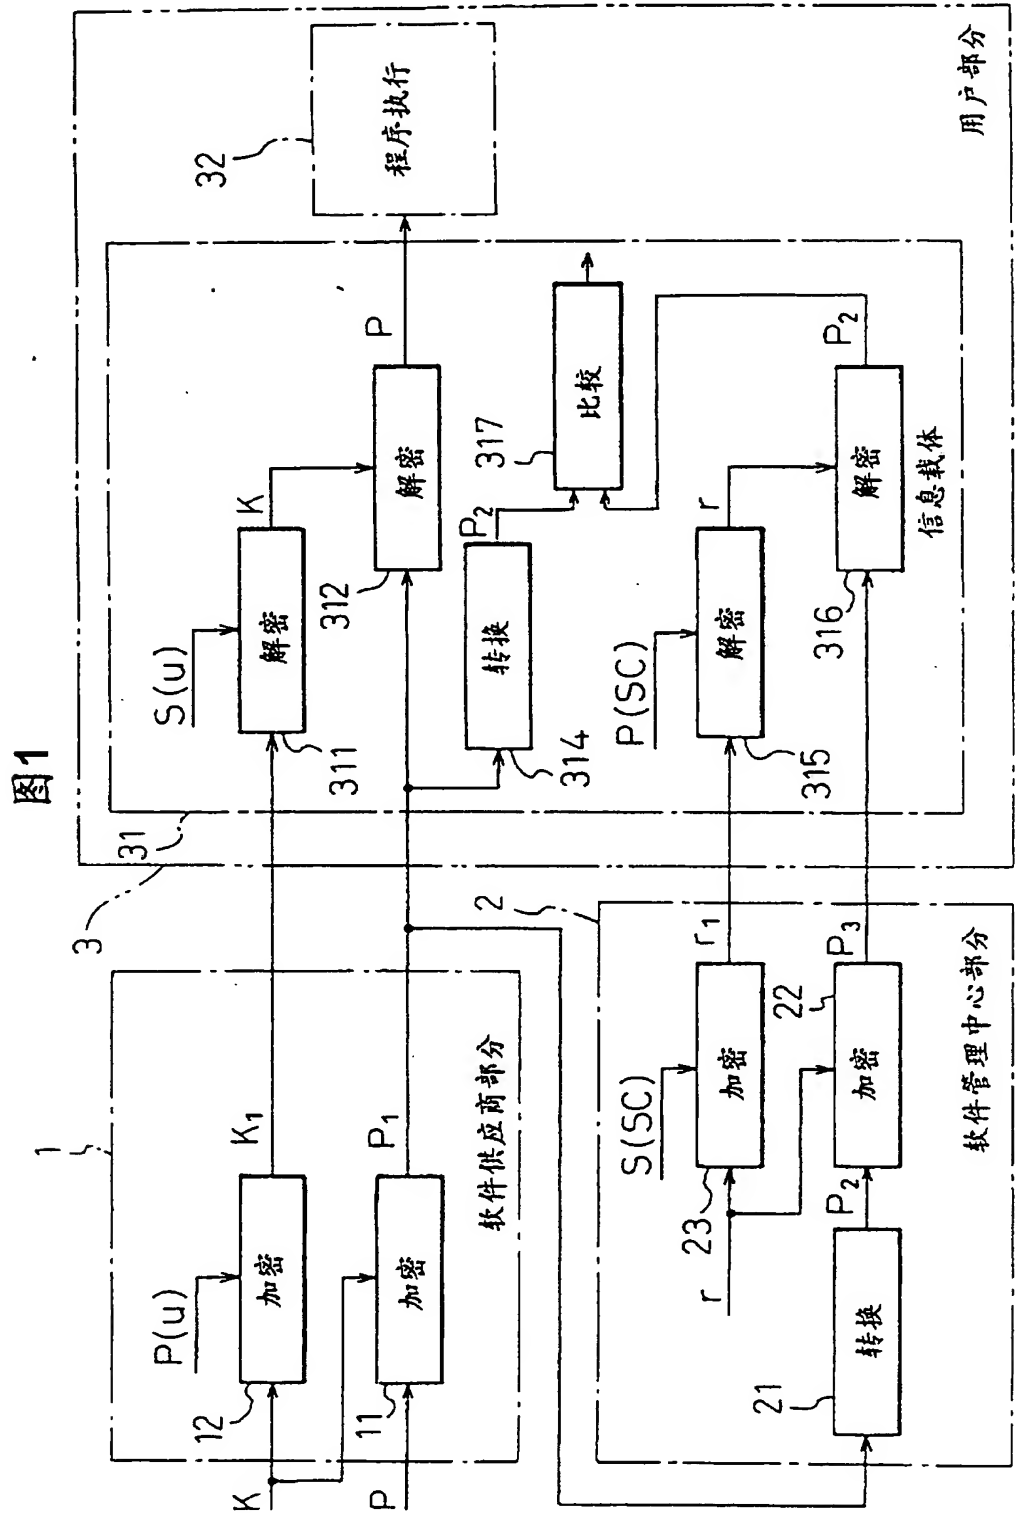 图1
1
K
P(u)
12
加密
K₁
P
11
加密
P₁
软件供应商部分
2
S(SC)
r
23
加密
r₁
21
转换
P₂
22
加密
P₃
软件管理中心部分
3
31
S(u)
311
解密
K
312
解密
P
32
程序执行
314
转换
P₂
317
比较
P(SC)
315
解密
r
316
解密
P₂
信息载体
用户部分